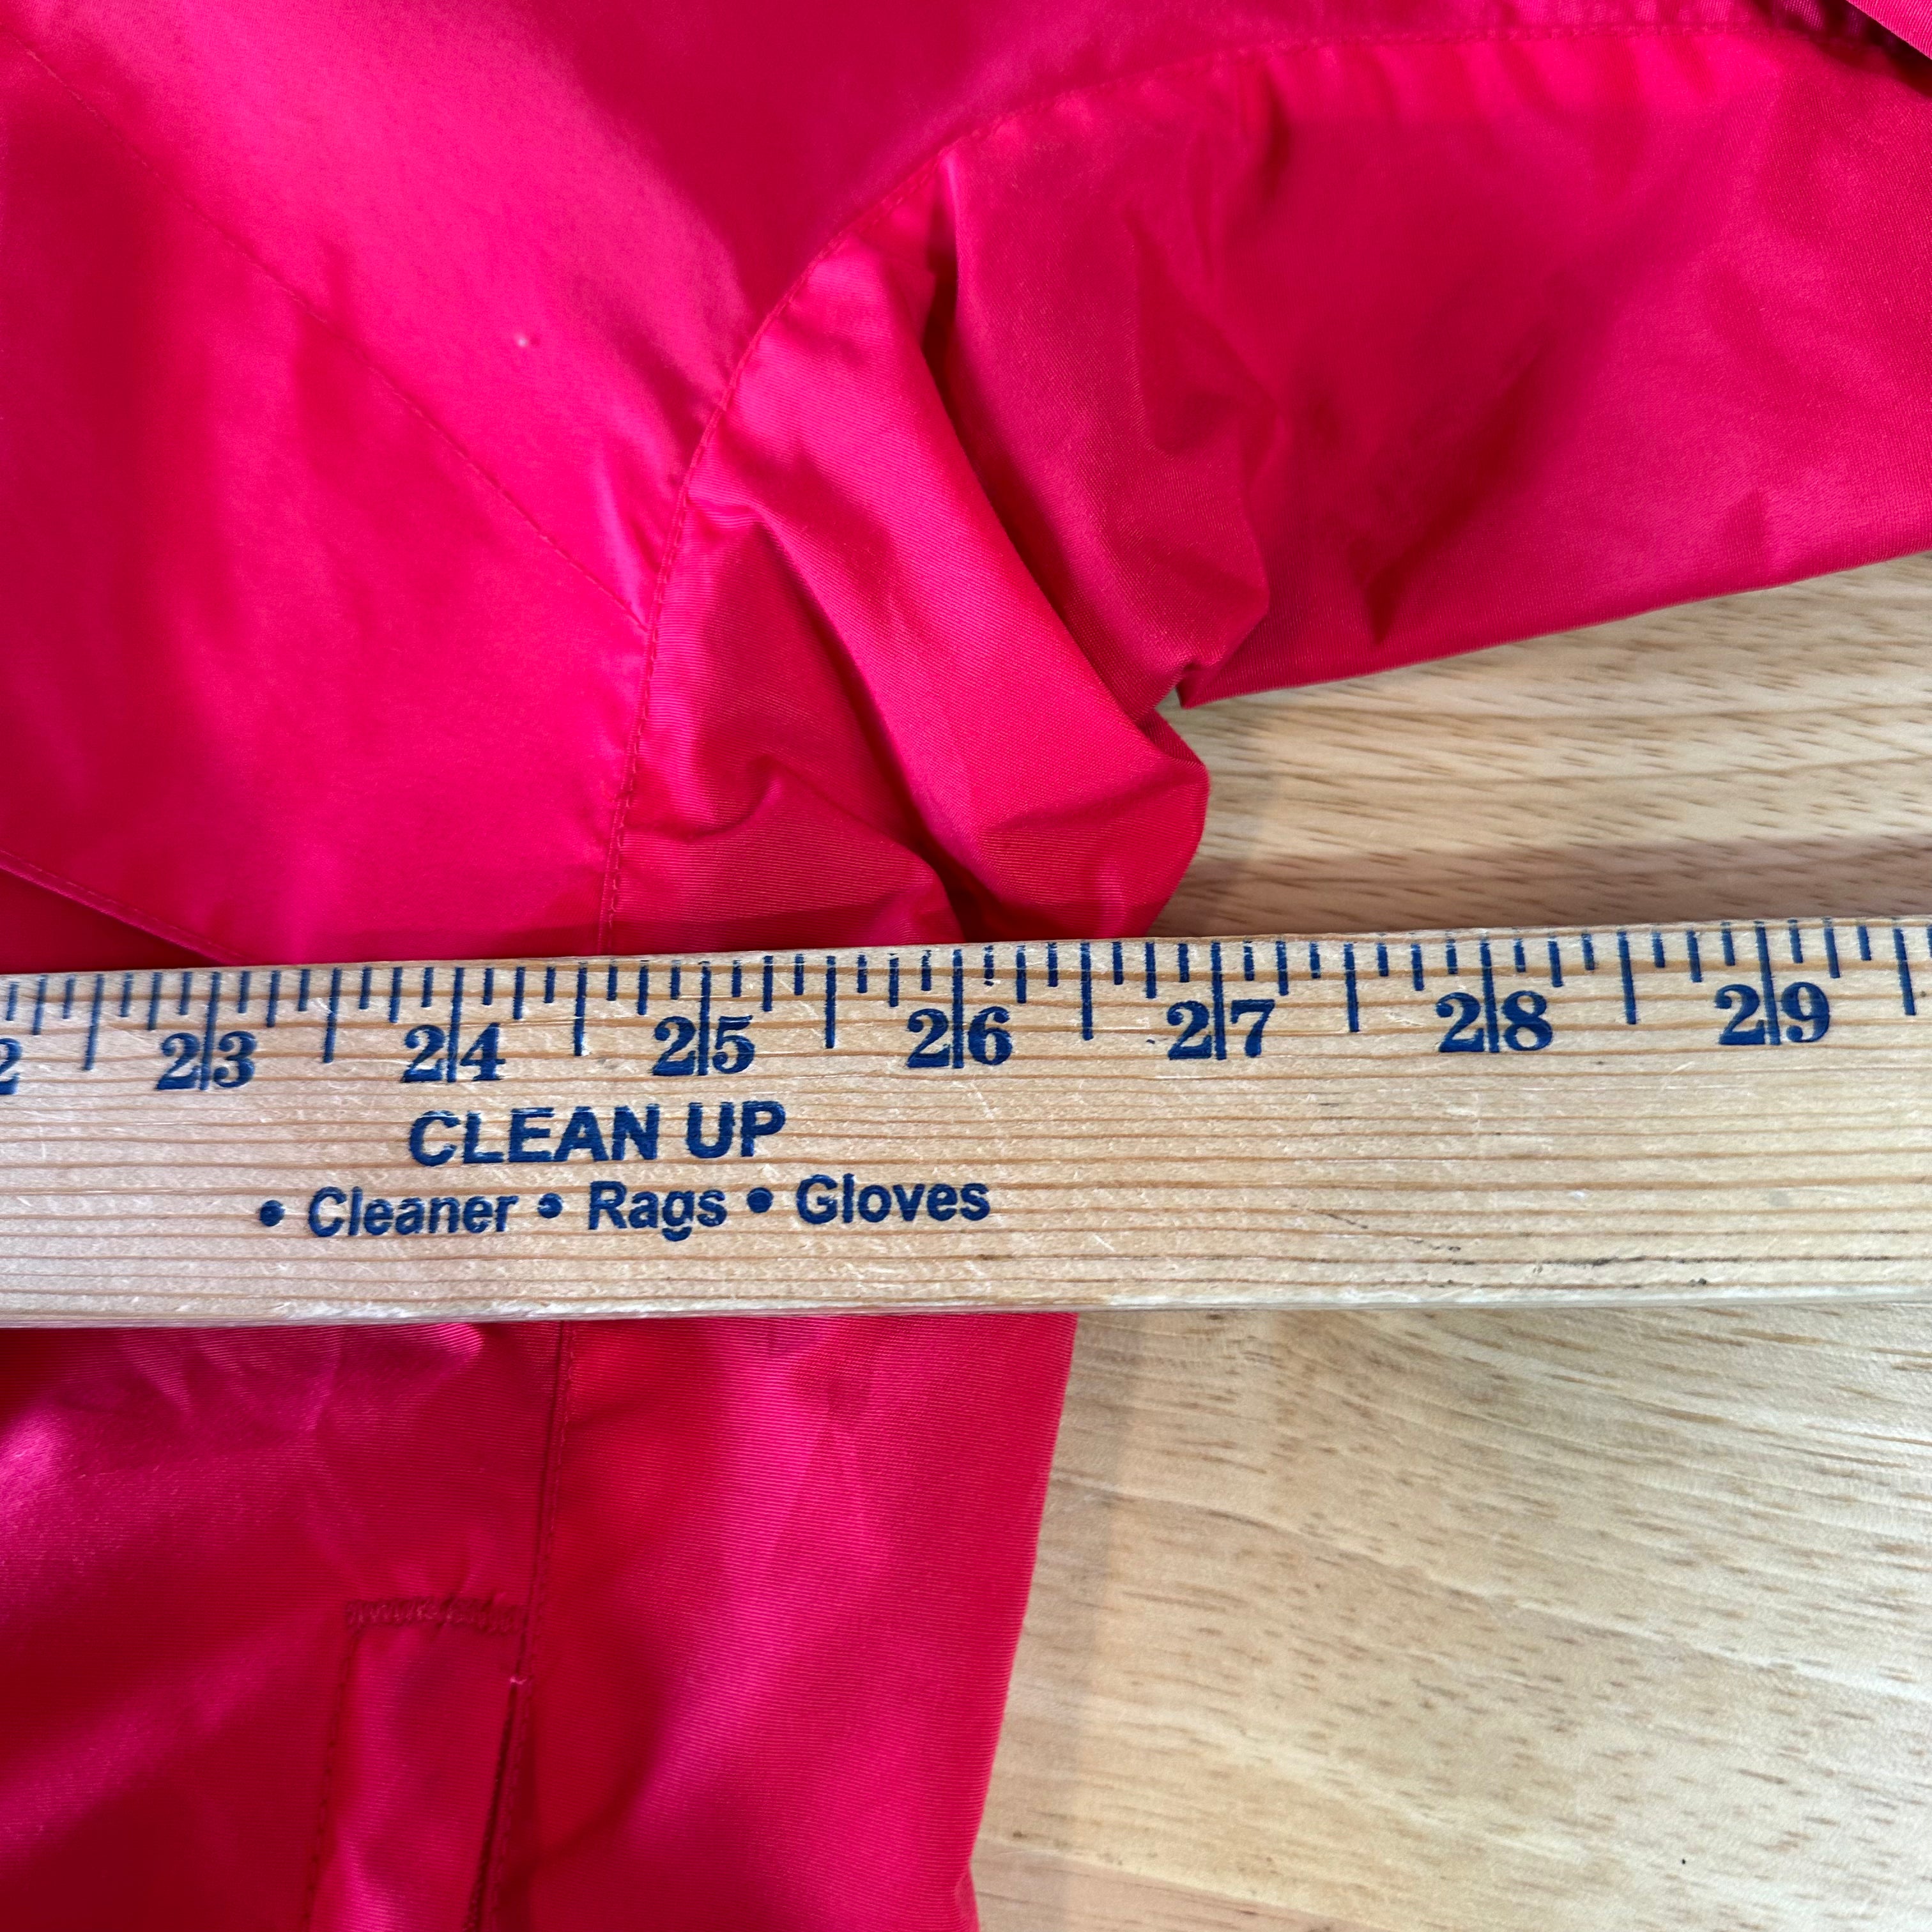 2 23 24 25 26 27 28 29
CLEAN UP
• Cleaner • Rags • Gloves